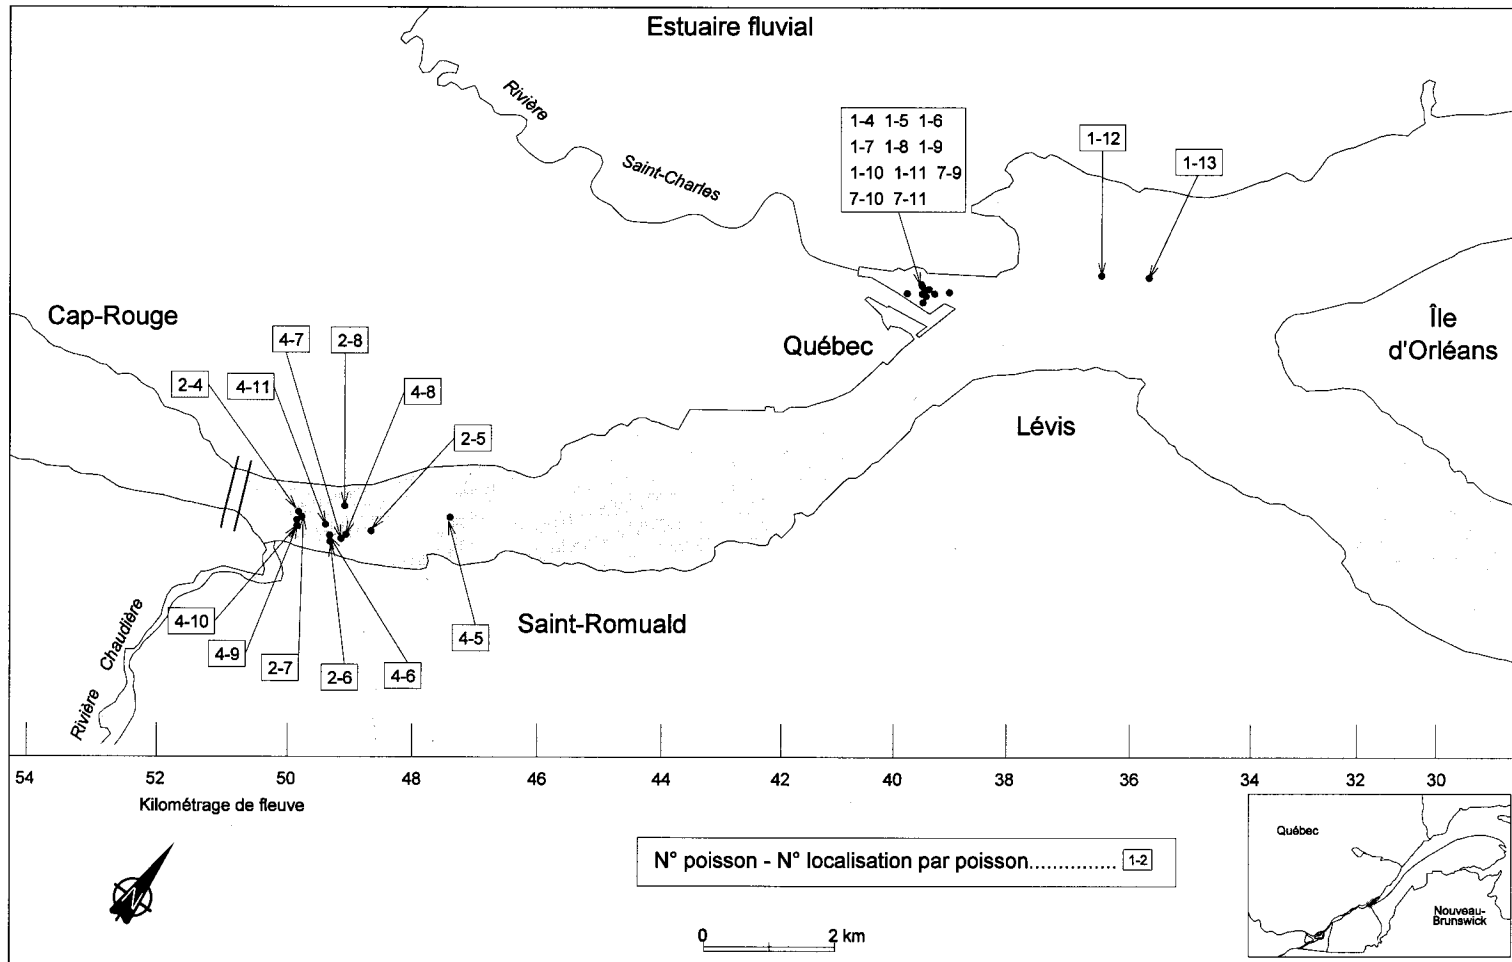 Estuaire fluvial
Rivière
Saint-Charles
1-4 1-5 1-6
1-7 1-8 1-9
1-10 1-11 7-9
7-10 7-11
1-12
1-13
Cap-Rouge
Québec
Île
d'Orléans
Lévis
4-7
2-8
2-4
4-11
4-8
2-5
4-10
4-9
2-7
2-6
4-6
4-5
Saint-Romuald
Rivière Chaudière
54 52 50 48 46 44 42 40 38 36 34 32 30
Kilométrage de fleuve
N° poisson - N° localisation par poisson............... 1-2
N
0 2 km
Québec
Nouveau-
Brunswick